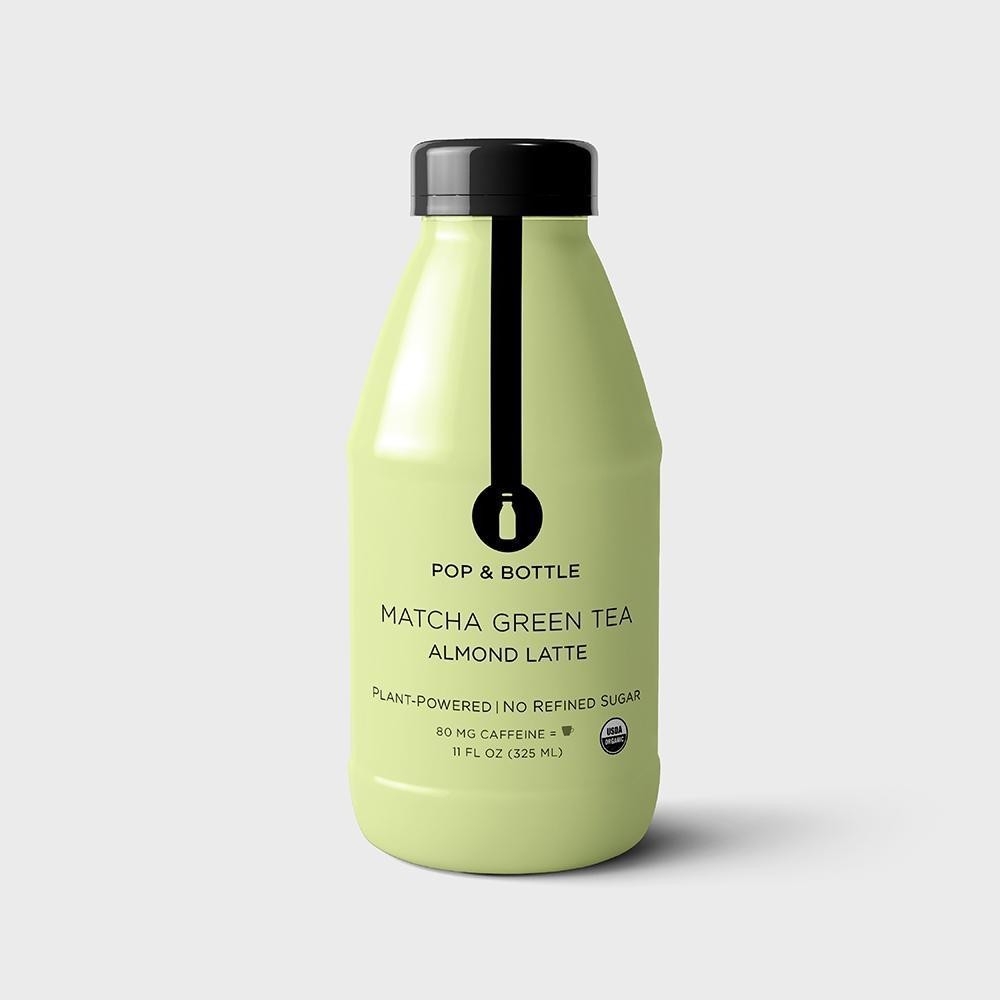 POP & BOTTLE
MATCHA GREEN TEA
ALMOND LATTE
PLANT-POWERED | NO REFINED SUGAR
80 MG CAFFEINE =
11 FL OZ (325 ML)
USDA
ORGANIC